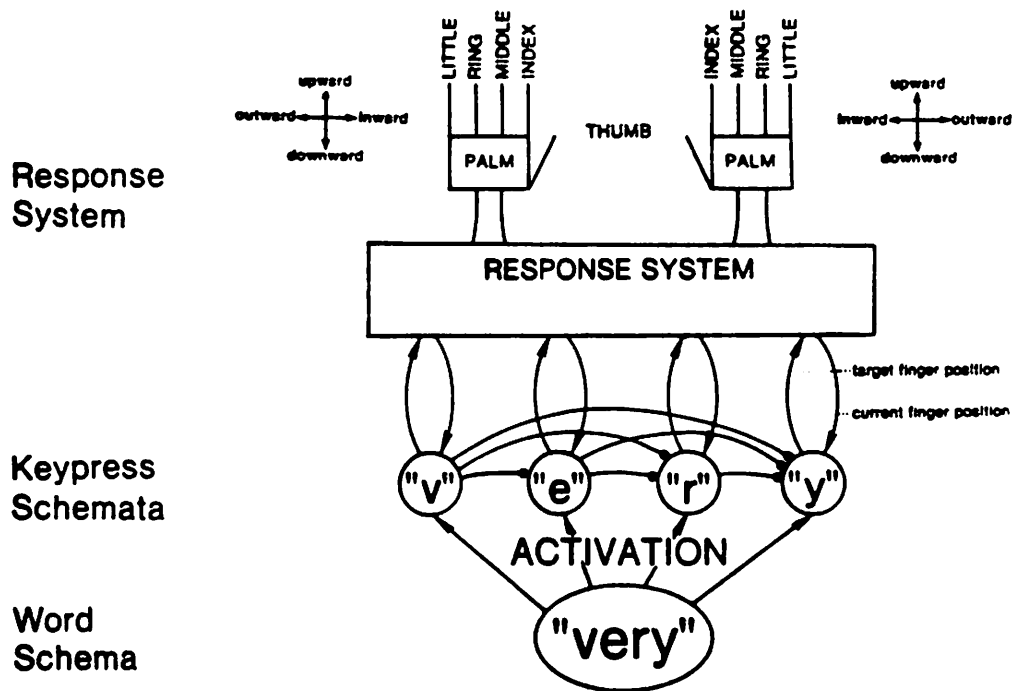 LITTLE RING MIDDLE INDEX
INDEX MIDDLE RING LITTLE
upward
outward inward
downward
THUMB
upward
inward outward
downward
PALM
PALM
Response
System
RESPONSE SYSTEM
target finger position
current finger position
Keypress
Schemata
"v" "e" "r" "y"
ACTIVATION
Word
Schema
"very"